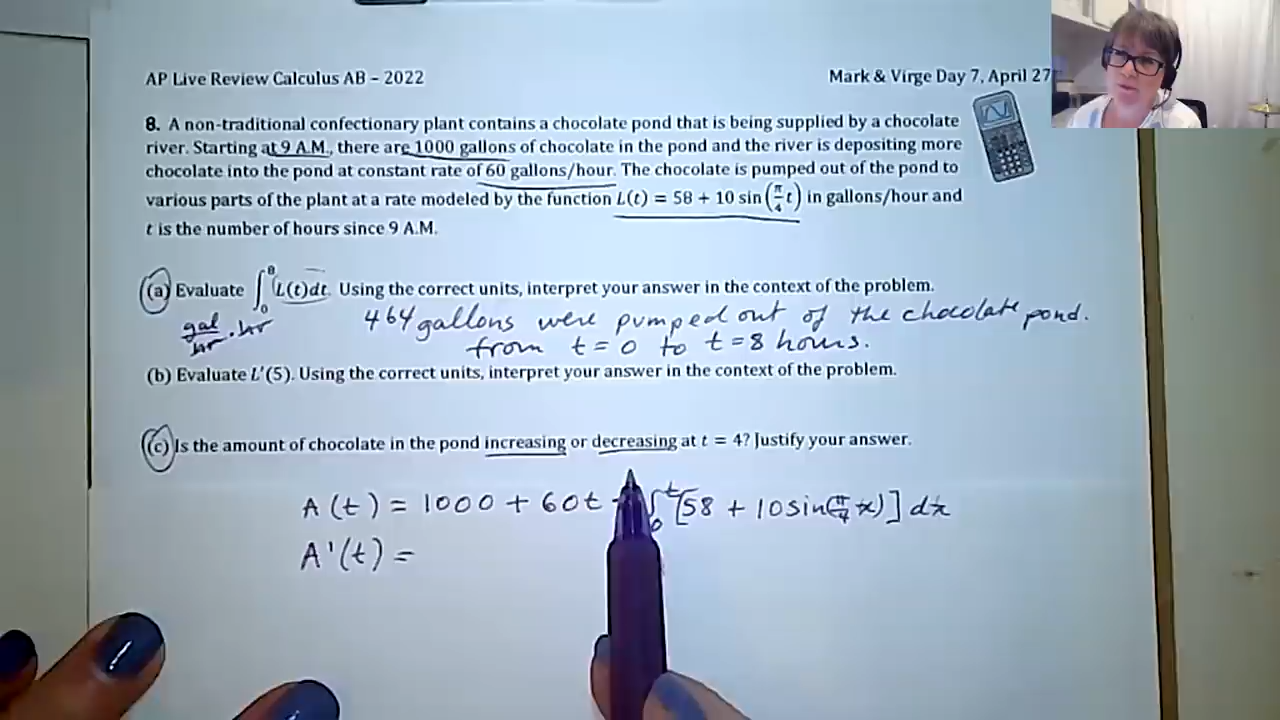 AP Live Review Calculus AB – 2022
Mark & Virge Day 7, April 27
8. A non-traditional confectionary plant contains a chocolate pond that is being supplied by a chocolate
river. Starting at 9 A.M., there are 1000 gallons of chocolate in the pond and the river is depositing more
chocolate into the pond at constant rate of 60 gallons/hour. The chocolate is pumped out of the pond to
various parts of the plant at a rate modeled by the function L(t) = 58 + 10 sin(π/4 t) in gallons/hour and
t is the number of hours since 9 A.M.
(a) Evaluate ∫₀⁸ L(t)dt. Using the correct units, interpret your answer in the context of the problem.
gal/hr · hr
464 gallons were pumped out of the chocolate pond.
from t = 0 to t = 8 hours.
(b) Evaluate L'(5). Using the correct units, interpret your answer in the context of the problem.
(c) Is the amount of chocolate in the pond increasing or decreasing at t = 4? Justify your answer.
A(t) = 1000 + 60t ∫₀ᵗ [58 + 10 sin(π/4 x)] dx
A'(t) =